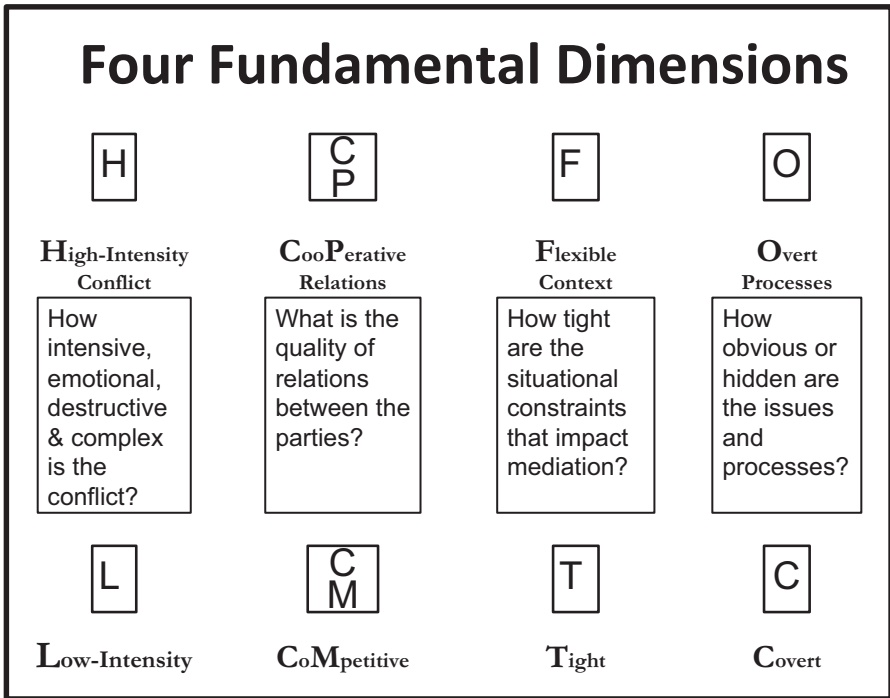 Four Fundamental Dimensions
H
C
P
F
O
High-Intensity
Conflict
CooPerative
Relations
Flexible
Context
Overt
Processes
How
intensive,
emotional,
destructive
& complex
is the
conflict?
What is the
quality of
relations
between the
parties?
How tight
are the
situational
constraints
that impact
mediation?
How
obvious or
hidden are
the issues
and
processes?
L
C
M
T
C
Low-Intensity
CoMpetitive
Tight
Covert